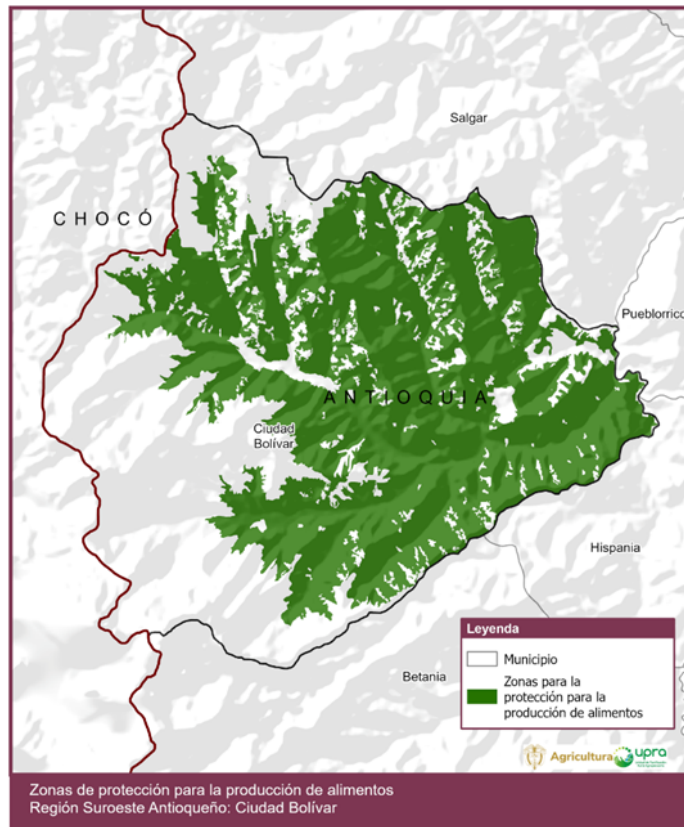 Salgar
CHOCÓ
Pueblorrico
ANTIOQUIA
Ciudad
Bolívar
Hispania
Betania
Leyenda
Municipio
Zonas para la
protección para la
producción de alimentos
Agricultura
upra
Zonas de protección para la producción de alimentos
Región Suroeste Antioqueño: Ciudad Bolívar